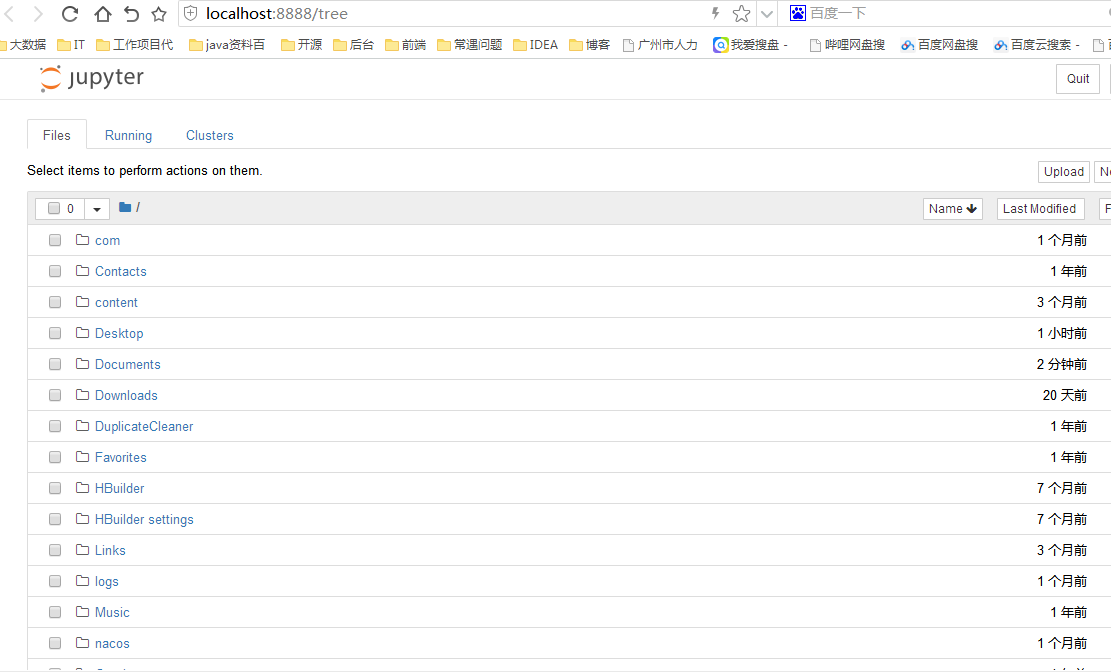 localhost:8888/tree 百度一下
大数据 IT 工作项目代 java资料百 开源 后台 前端 常遇问题 IDEA 博客 广州市人力 我爱搜盘 - 哔哩网盘搜 百度网盘搜 百度云搜索 -
jupyter Quit
Files Running Clusters
Select items to perform actions on them. Upload
0 / Name Last Modified
com 1 个月前
Contacts 1 年前
content 3 个月前
Desktop 1 小时前
Documents 2 分钟前
Downloads 20 天前
DuplicateCleaner 1 年前
Favorites 1 年前
HBuilder 7 个月前
HBuilder settings 7 个月前
Links 3 个月前
logs 1 个月前
Music 1 年前
nacos 1 个月前